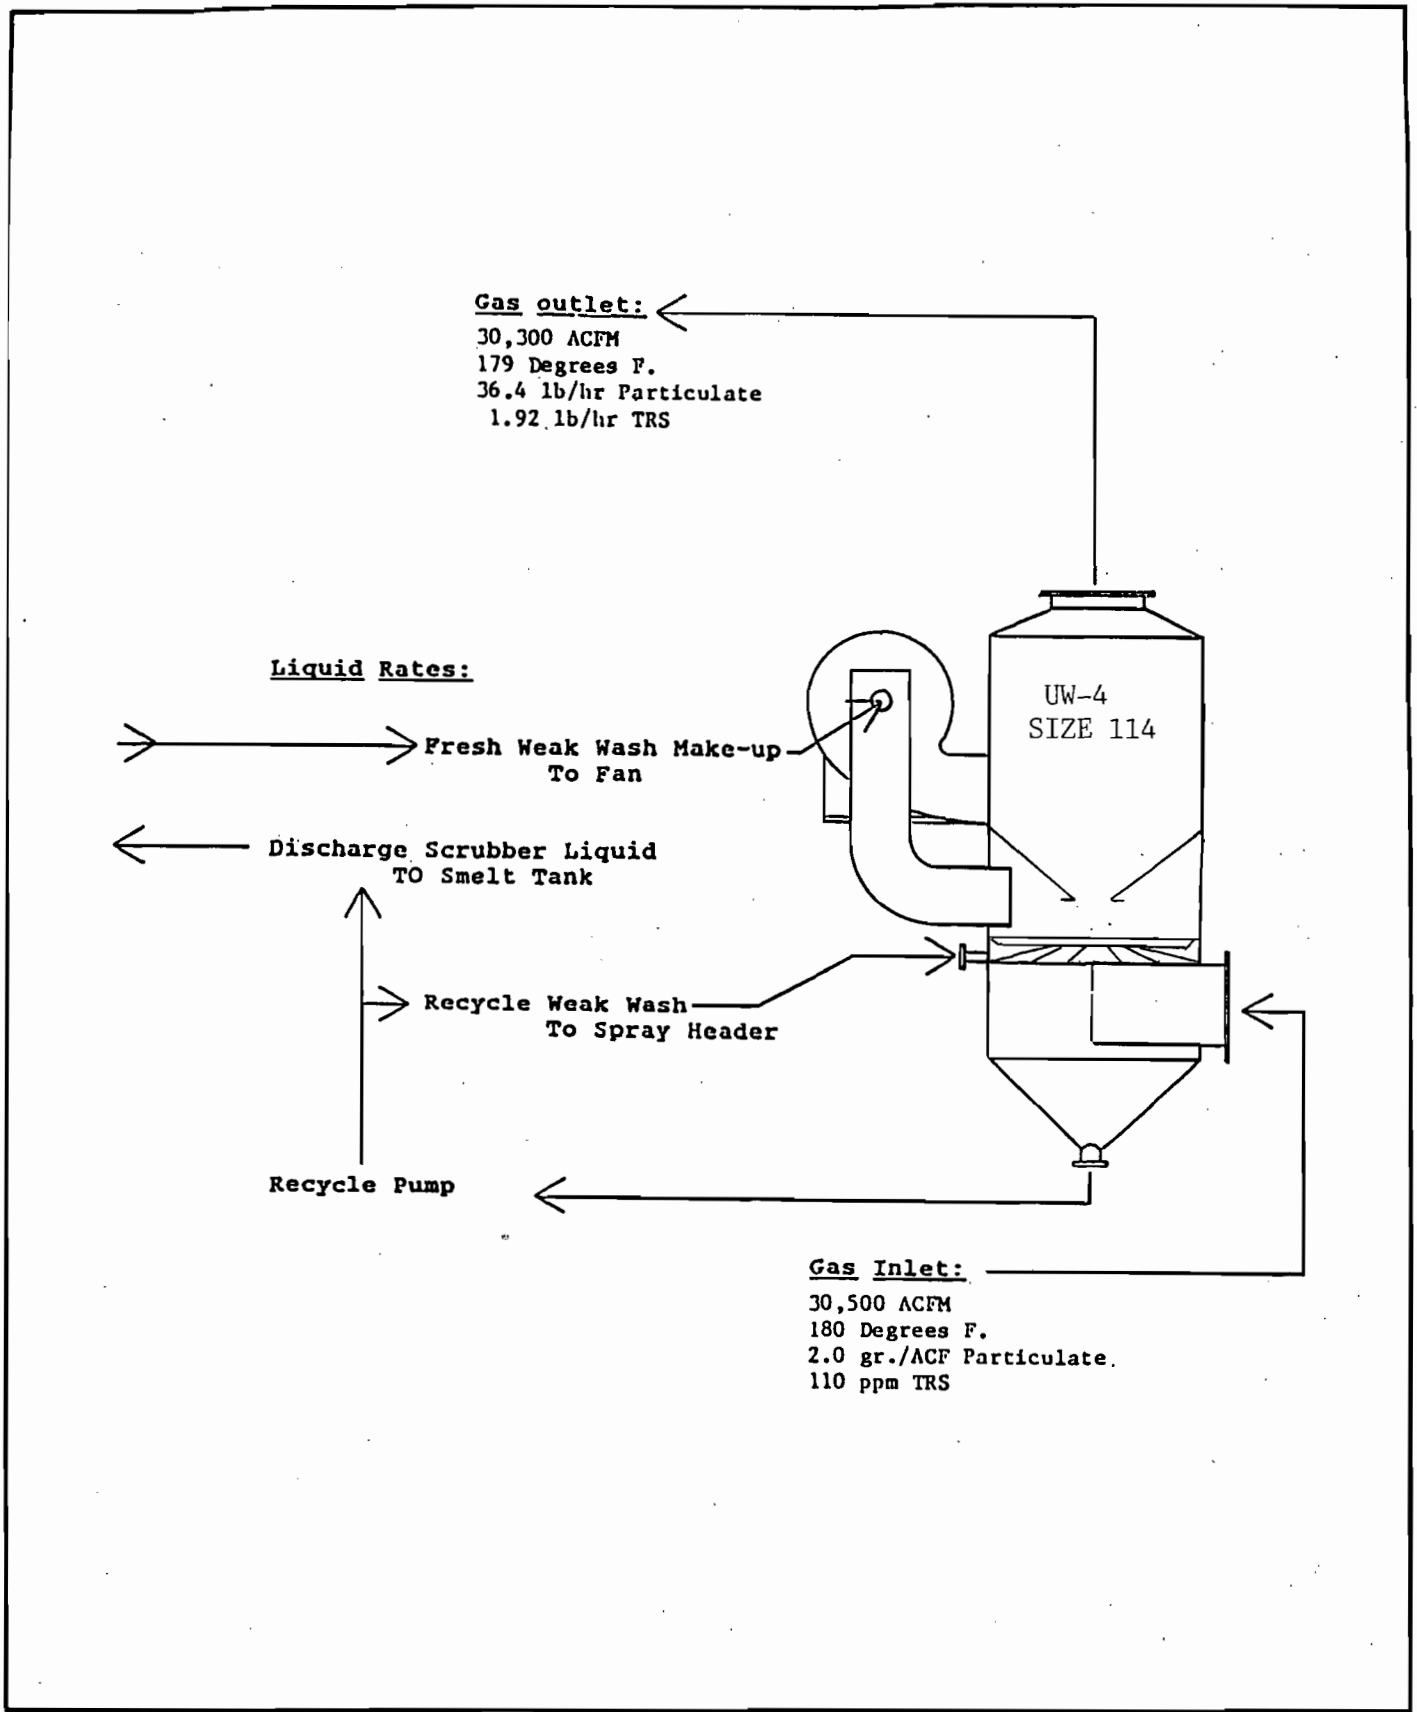 Gas outlet:
30,300 ACFM
179 Degrees F.
36.4 lb/hr Particulate
1.92 lb/hr TRS
UW-4
SIZE 114
Liquid Rates:
Fresh Weak Wash Make-up
To Fan
Discharge Scrubber Liquid
TO Smelt Tank
Recycle Weak Wash
To Spray Header
Recycle Pump
Gas Inlet:
30,500 ACFM
180 Degrees F.
2.0 gr./ACF Particulate.
110 ppm TRS